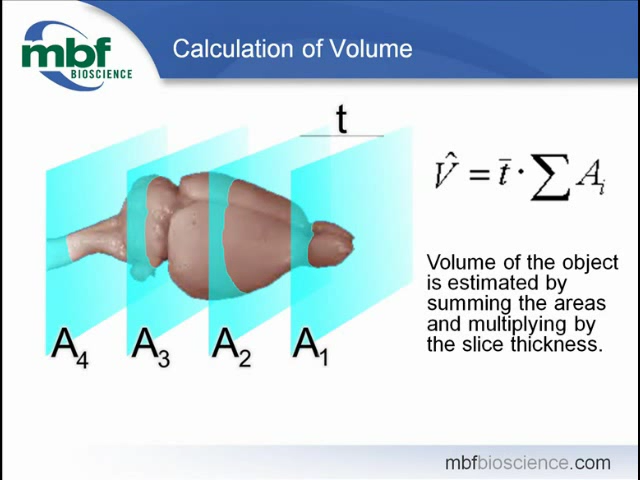 mbf
BIOSCIENCE
Calculation of Volume
t
V̂ = t̄ · ∑ Aᵢ
Volume of the object
is estimated by
summing the areas
and multiplying by
the slice thickness.
A₄ A₃ A₂ A₁
mbfbioscience.com